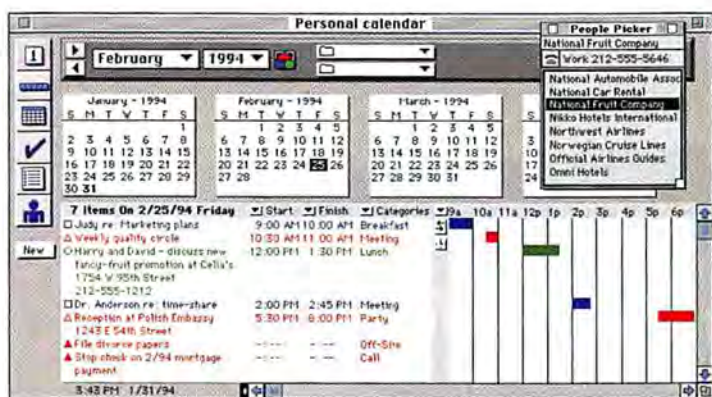 Personal calendar
People Picker
National Fruit Company
Work 212-555-5646
National Automobile Assoc
National Car Rental
National Fruit Company
Nikko Hotels International
Northwest Airlines
Norwegian Cruise Lines
Official Airlines Guides
Omni Hotels
February 1994
January - 1994
S M T W T F S
1
2 3 4 5 6 7 8
9 10 11 12 13 14 15
16 17 18 19 20 21 22
23 24 25 26 27 28 29
30 31
February - 1994
S M T W T F S
1 2 3 4 5
6 7 8 9 10 11 12
13 14 15 16 17 18 19
20 21 22 23 24 25 26
27 28
March - 1994
S M T W T F S
1 2 3 4 5
6 7 8 9 10 11 12
13 14 15 16 17 18 19
20 21 22 23 24 25 26
27 28 29 30 31
New
7 Items On 2/25/94 Friday Start Finish Categories 9a 10a 11a 12p 1p 2p 3p 4p 5p 6p
Judy re: Marketing plans 9:00 AM 10:00 AM Breakfast
Weekly quality circle 10:30 AM 11:00 AM Meeting
Harry and David - discuss new 12:00 PM 1:30 PM Lunch
fancy-fruit promotion at Celia's
1754 W 95th Street
212-555-1212
Dr. Anderson re: time-share 2:00 PM 2:45 PM Meeting
Reception at Polish Embassy 5:30 PM 8:00 PM Party
1243 E 54th Street
File divorce papers --:-- --:-- Off-Site
Stop check on 2/94 mortgage --:-- --:-- Call
payment
3:43 PM 1/31/94